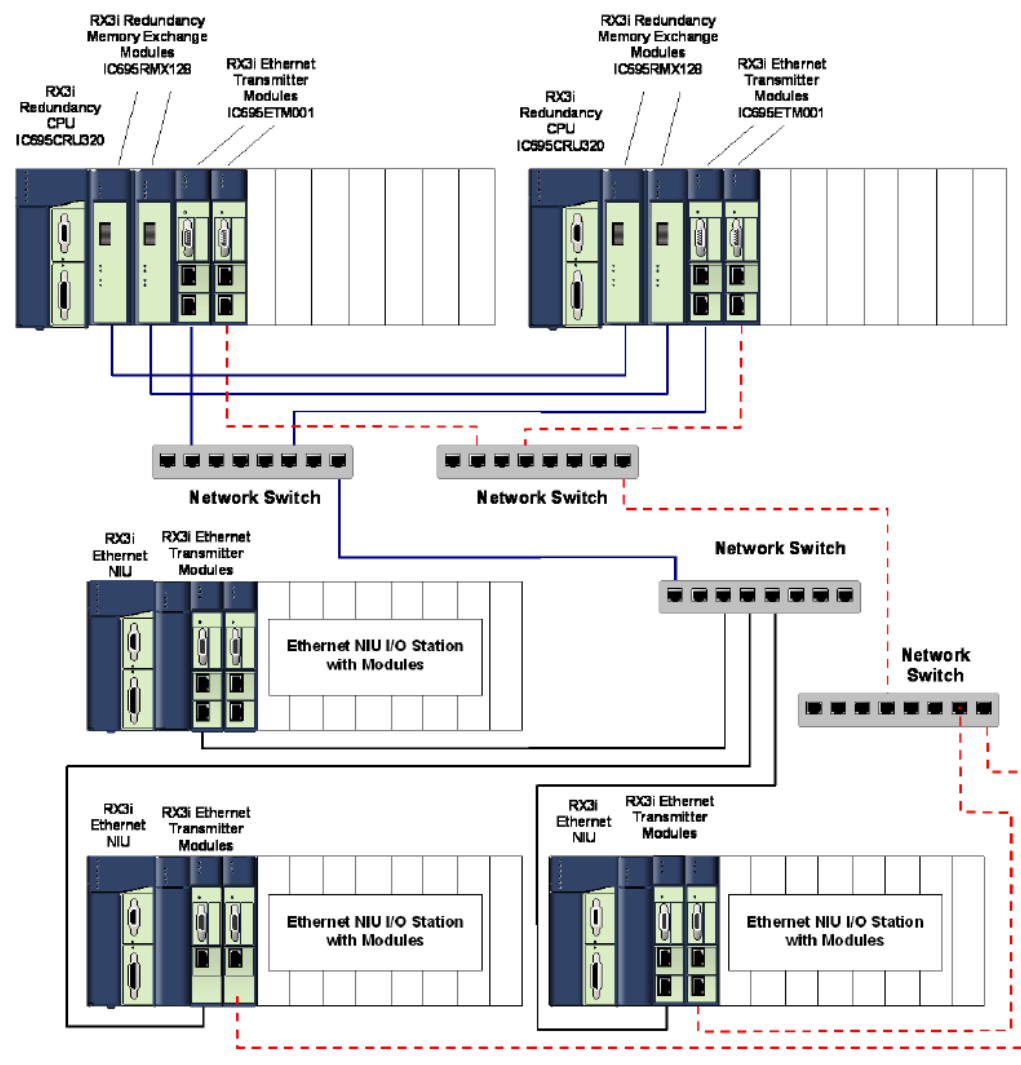 RX3i Redundancy
Memory Exchange
Modules
IC695RMX128
RX3i Ethernet
Transmitter
Modules
IC695ETM001
RX3i
Redundancy
CPU
IC695CRU320
RX3i Redundancy
Memory Exchange
Modules
IC695RMX128
RX3i Ethernet
Transmitter
Modules
IC695ETM001
RX3i
Redundancy
CPU
IC695CRU320
Network Switch
Network Switch
Network Switch
Network
Switch
RX3i
Ethernet
NIU
RX3i Ethernet
Transmitter
Modules
Ethernet NIU I/O Station
with Modules
RX3i
Ethernet
NIU
RX3i Ethernet
Transmitter
Modules
Ethernet NIU I/O Station
with Modules
RX3i
Ethernet
NIU
RX3i Ethernet
Transmitter
Modules
Ethernet NIU I/O Station
with Modules